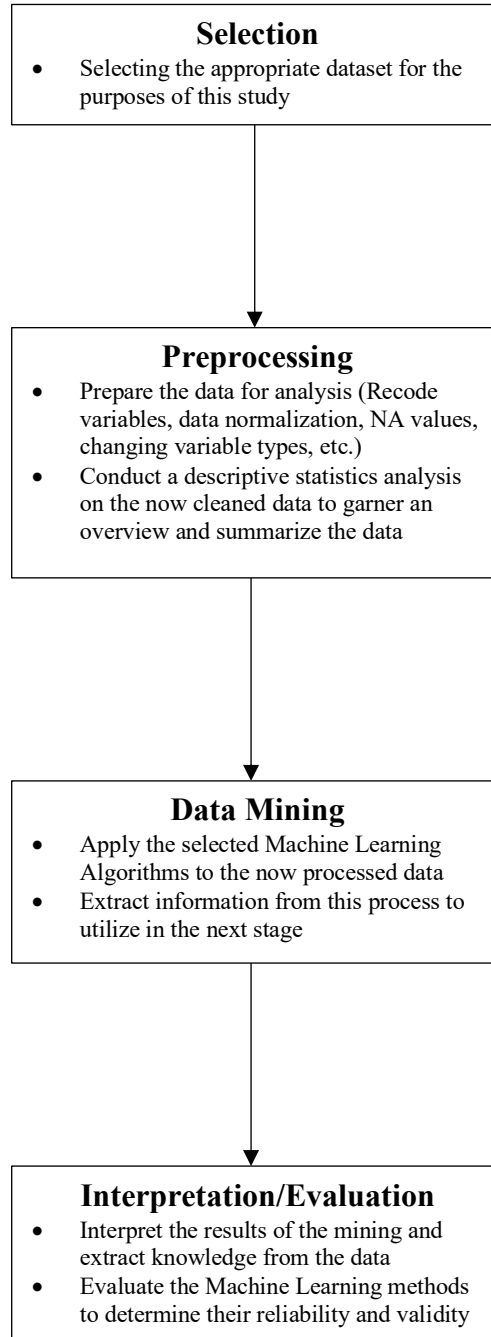 Selection
• Selecting the appropriate dataset for the
purposes of this study
Preprocessing
• Prepare the data for analysis (Recode
variables, data normalization, NA values,
changing variable types, etc.)
• Conduct a descriptive statistics analysis
on the now cleaned data to garner an
overview and summarize the data
Data Mining
• Apply the selected Machine Learning
Algorithms to the now processed data
• Extract information from this process to
utilize in the next stage
Interpretation/Evaluation
• Interpret the results of the mining and
extract knowledge from the data
• Evaluate the Machine Learning methods
to determine their reliability and validity